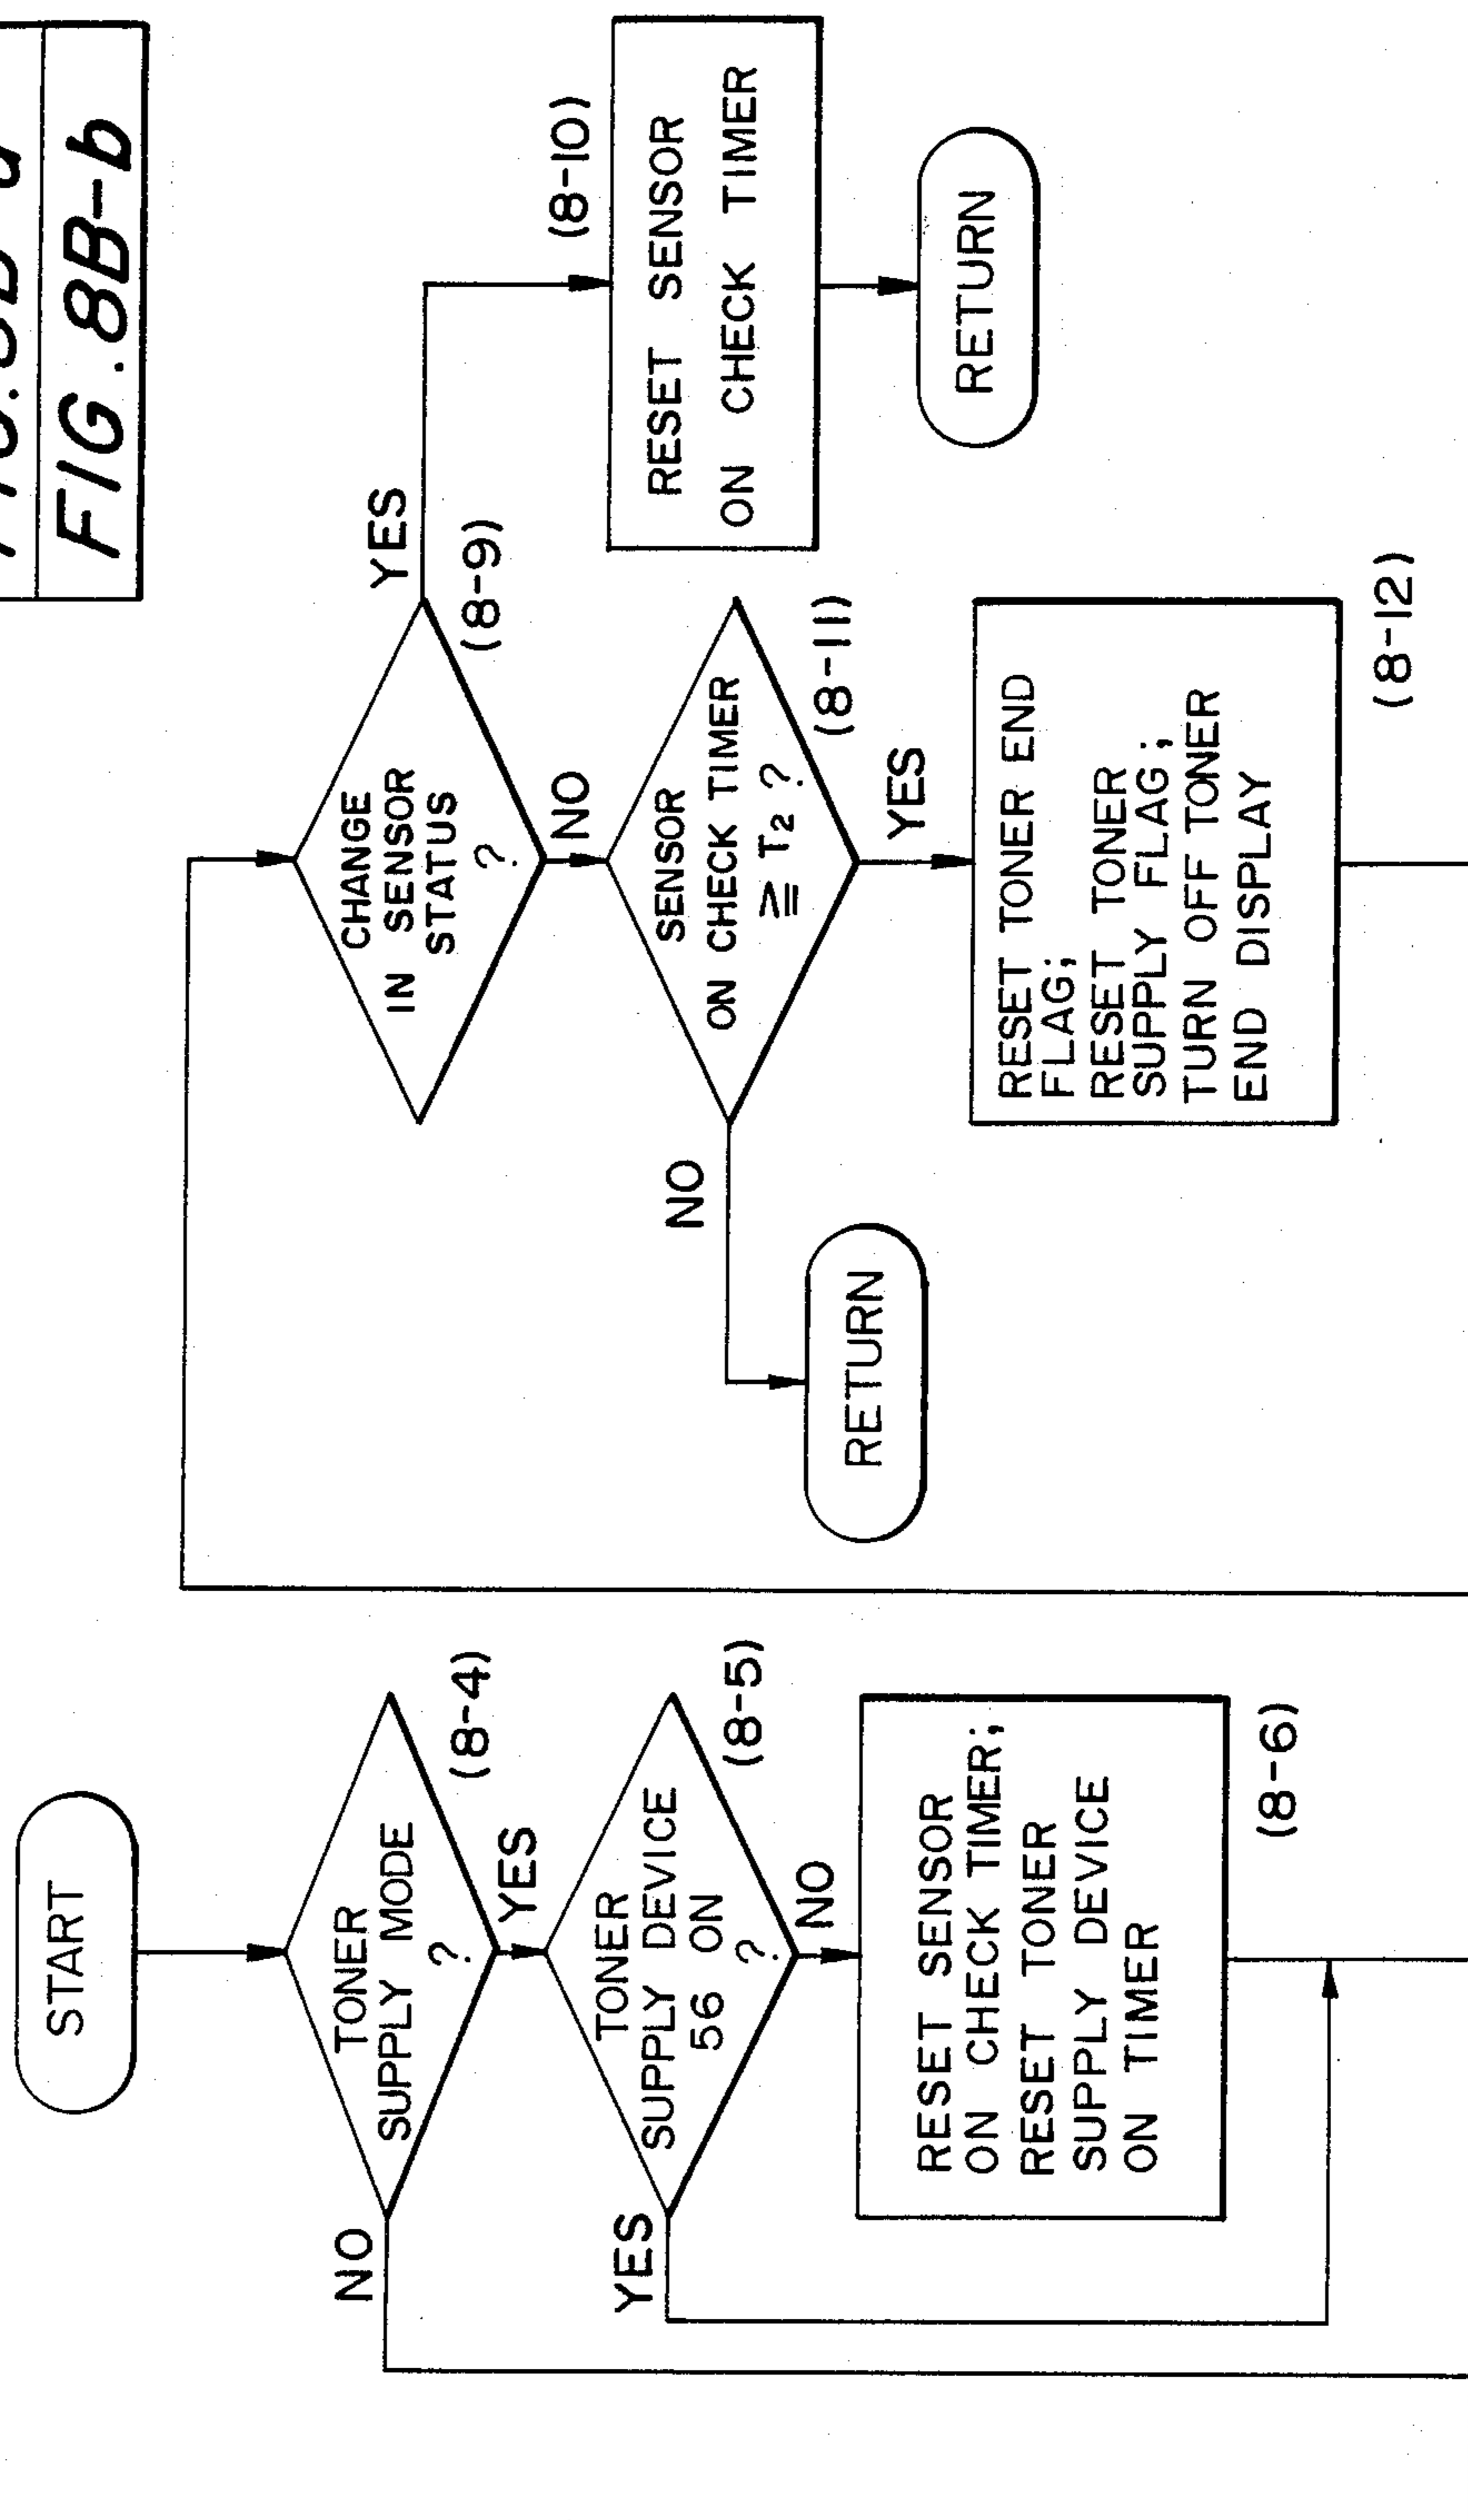 FIG.8B-b
START
TONER
SUPPLY MODE
?
(8-4)
NO
YES
TONER
SUPPLY DEVICE
56 ON
?
(8-5)
YES
NO
RESET SENSOR
ON CHECK TIMER;
RESET TONER
SUPPLY DEVICE
ON TIMER
(8-6)
CHANGE
IN SENSOR
STATUS
?
(8-9)
YES
NO
(8-10)
RESET SENSOR
ON CHECK TIMER
RETURN
SENSOR
ON CHECK TIMER
≧ T2 ?
(8-11)
NO
YES
RETURN
RESET TONER END
FLAG;
RESET TONER
SUPPLY FLAG;
TURN OFF TONER
END DISPLAY
(8-12)